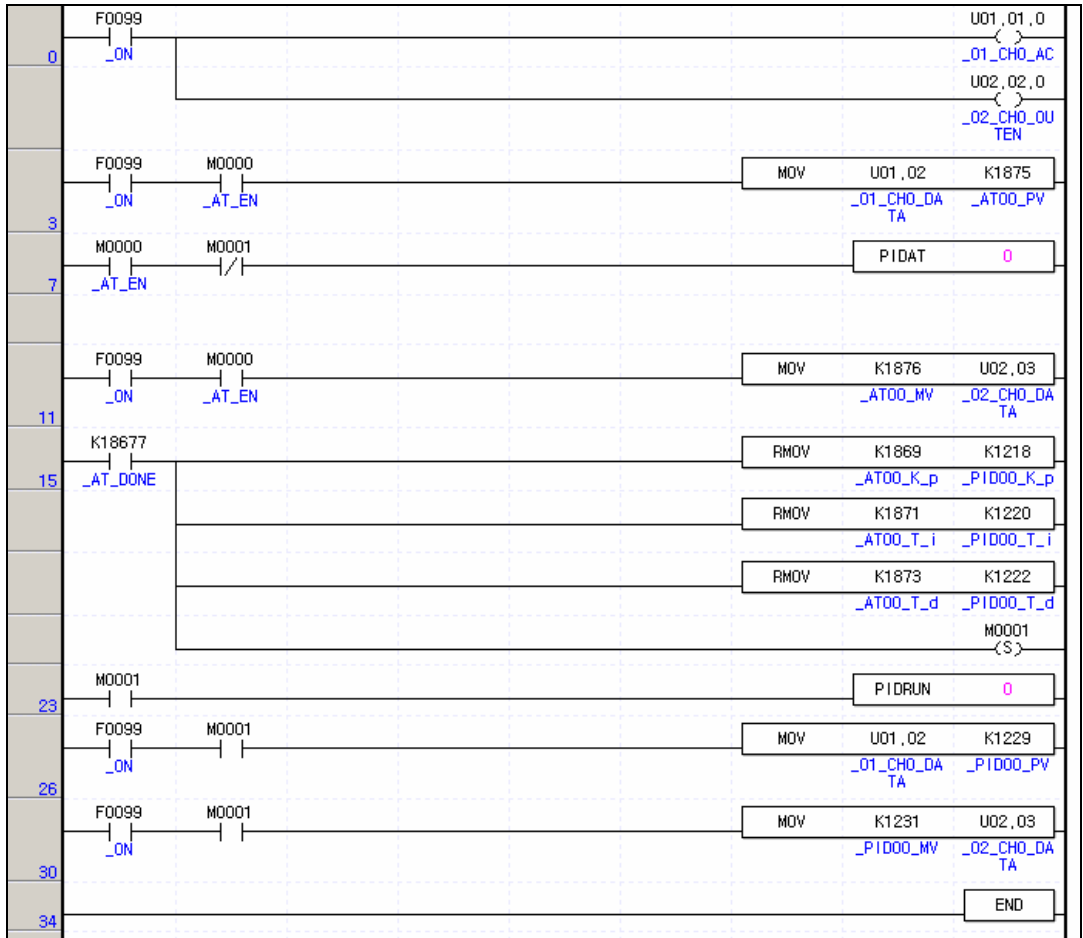 F0099 U01,01,0
0 _ON _01_CH0_AC
U02,02,0
_02_CH0_OU
TEN
F0099 M0000
MOV U01,02 K1875
_ON _AT_EN _01_CH0_DA _AT00_PV
TA
3
M0000 M0001
PIDAT 0
7 _AT_EN
F0099 M0000
MOV K1876 U02,03
_ON _AT_EN _AT00_MV _02_CH0_DA
TA
11
K18677
RMOV K1869 K1218
15 _AT_DONE _AT00_K_p _PID00_K_p
RMOV K1871 K1220
_AT00_T_i _PID00_T_i
RMOV K1873 K1222
_AT00_T_d _PID00_T_d
M0001
S
M0001
PIDRUN 0
23
F0099 M0001
MOV U01,02 K1229
_ON _01_CH0_DA _PID00_PV
TA
26
F0099 M0001
MOV K1231 U02,03
_ON _PID00_MV _02_CH0_DA
TA
30
END
34